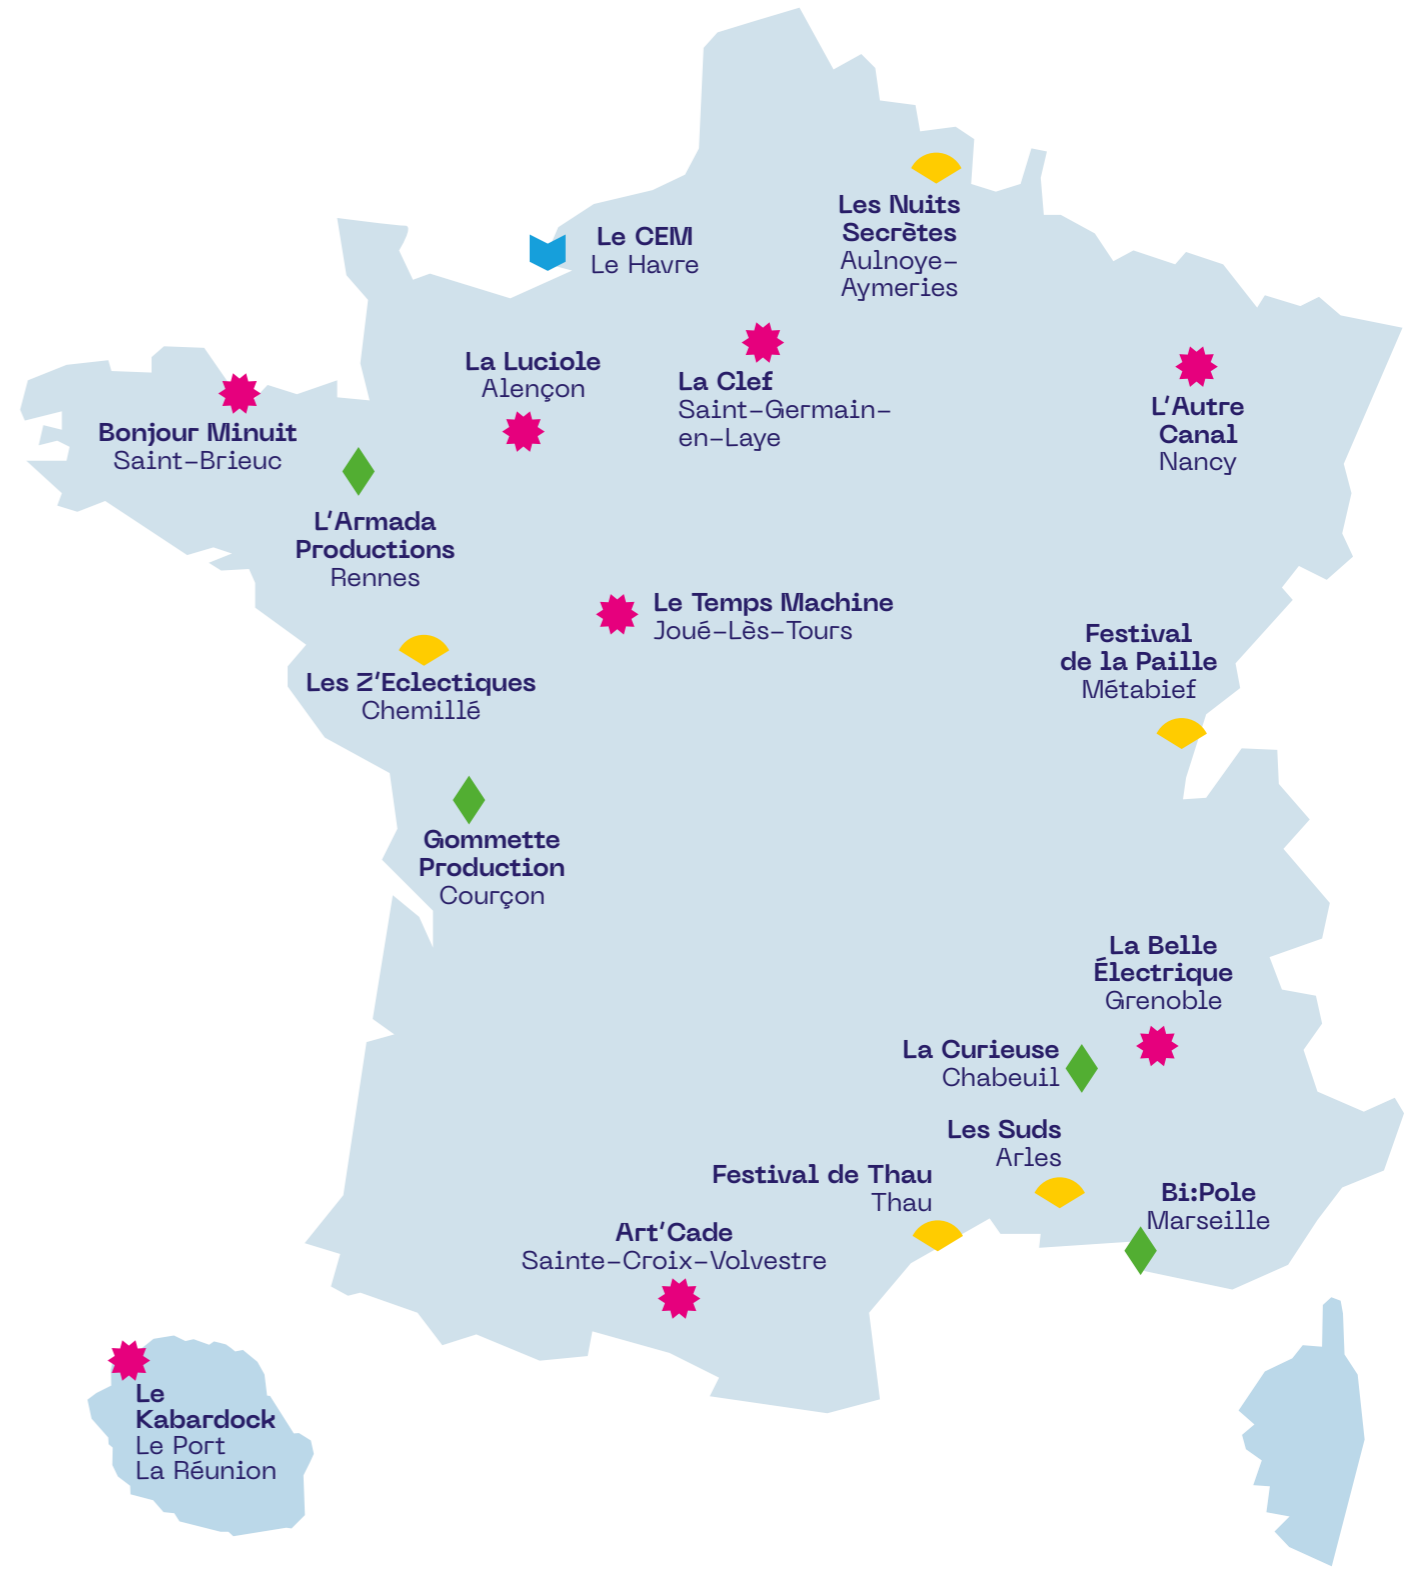 Les Nuits
Secrètes
Aulnoye-
Aymeries
Le CEM
Le Havre
La Luciole
Alençon
La Clef
Saint-Germain-
en-Laye
L'Autre
Canal
Nancy
Bonjour Minuit
Saint-Brieuc
L'Armada
Productions
Rennes
Le Temps Machine
Joué-Lès-Tours
Festival
de la Paille
Métabief
Les Z'Eclectiques
Chemillé
Gommette
Production
Courçon
La Belle
Électrique
Grenoble
La Curieuse
Chabeuil
Les Suds
Arles
Festival de Thau
Thau
Bi:Pole
Marseille
Art'Cade
Sainte-Croix-Volvestre
Le
Kabardock
Le Port
La Réunion